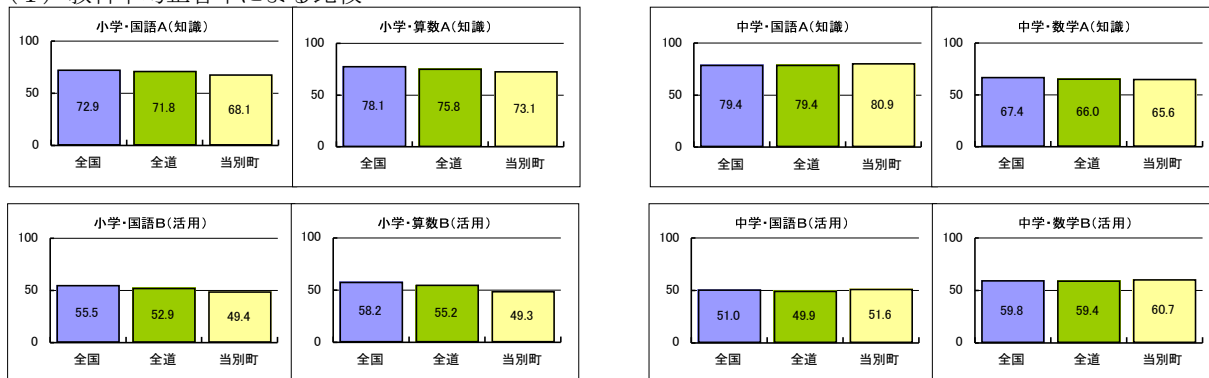 (1) 教科平均正答率による比較
小学・国語A(知識)
100
50
0
72.9
71.8
68.1
全国
全道
当別町
小学・算数A(知識)
100
50
0
78.1
75.8
73.1
全国
全道
当別町
中学・国語A(知識)
100
50
0
79.4
79.4
80.9
全国
全道
当別町
中学・数学A(知識)
100
50
0
67.4
66.0
65.6
全国
全道
当別町
小学・国語B(活用)
100
50
0
55.5
52.9
49.4
全国
全道
当別町
小学・算数B(活用)
100
50
0
58.2
55.2
49.3
全国
全道
当別町
中学・国語B(活用)
100
50
0
51.0
49.9
51.6
全国
全道
当別町
中学・数学B(活用)
100
50
0
59.8
59.4
60.7
全国
全道
当別町